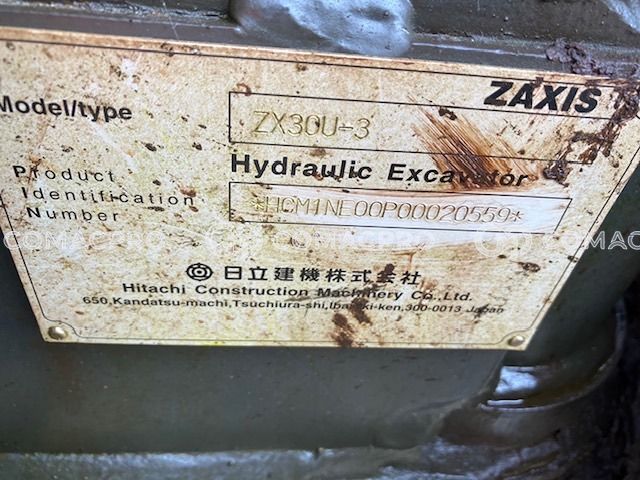 ZAXIS
Model/type
ZX30U-3
Hydraulic Excavator
Product
Identification
Number
*HCM1NE00P00020559*
日立建機株式会社
Hitachi Construction Machinery Co.,Ltd.
650,Kandatsu-machi,Tsuchiura-shi,Ibaraki-ken,300-0013 Japan
COMACPRO